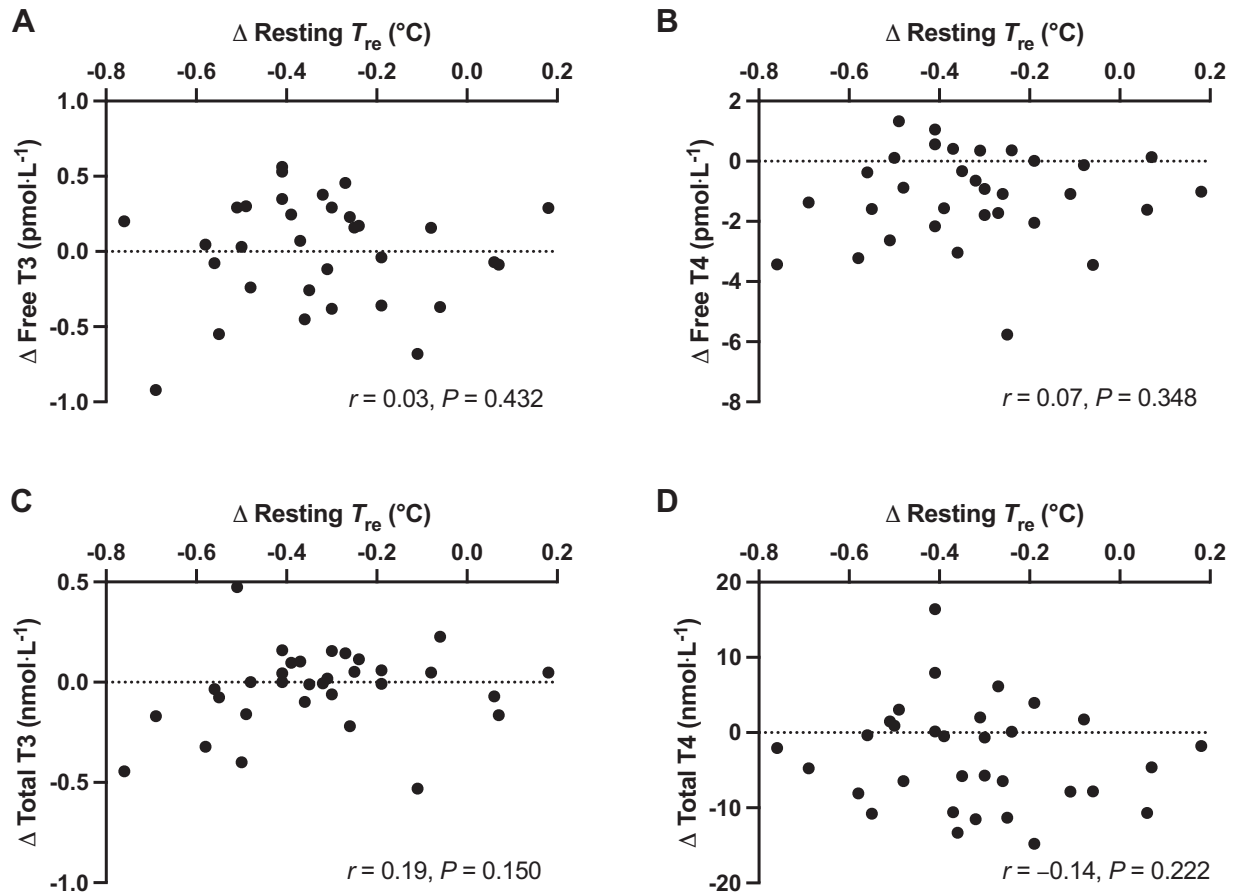 A
Δ Resting Tre (°C)
-0.8 -0.6 -0.4 -0.2 0.0 0.2
1.0
0.5
0.0
-0.5
-1.0
Δ Free T3 (pmol·L-1)
r = 0.03, P = 0.432
B
Δ Resting Tre (°C)
-0.8 -0.6 -0.4 -0.2 0.0 0.2
2
0
-2
-4
-6
-8
Δ Free T4 (pmol·L-1)
r = 0.07, P = 0.348
C
Δ Resting Tre (°C)
-0.8 -0.6 -0.4 -0.2 0.0 0.2
0.5
0.0
-0.5
-1.0
Δ Total T3 (nmol·L-1)
r = 0.19, P = 0.150
D
Δ Resting Tre (°C)
-0.8 -0.6 -0.4 -0.2 0.0 0.2
20
10
0
-10
-20
Δ Total T4 (nmol·L-1)
r = −0.14, P = 0.222